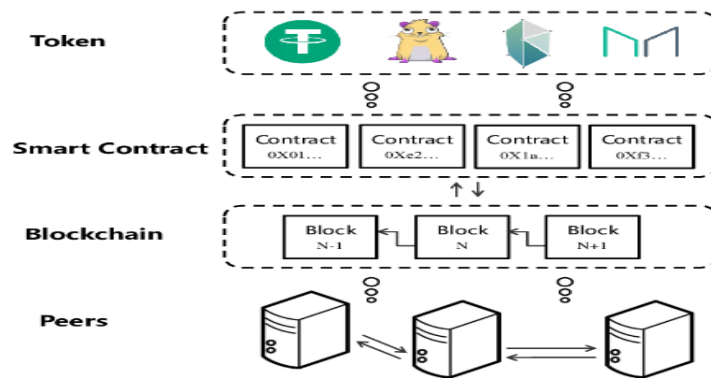 Token
Smart Contract
Contract
0X01...
Contract
0Xe2...
Contract
0X1a...
Contract
0Xf3...
Blockchain
Block
N-1
Block
N
Block
N+1
Peers